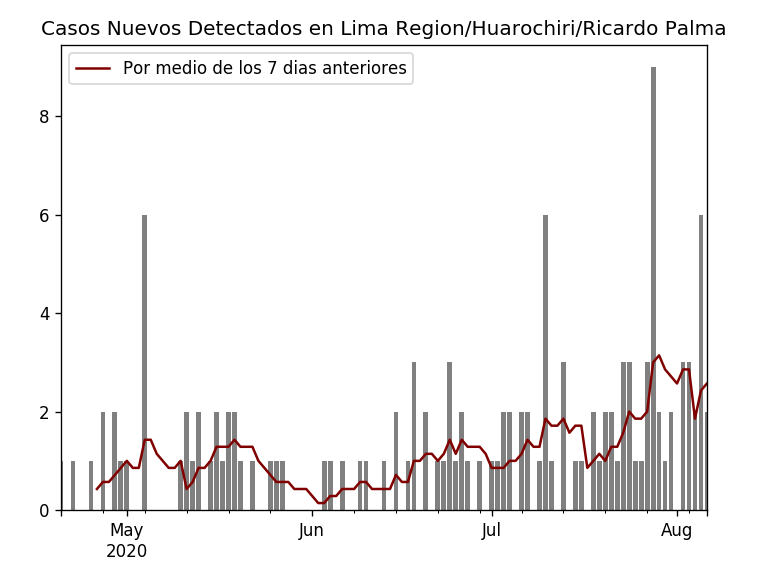 Casos Nuevos Detectados en Lima Region/Huarochiri/Ricardo Palma
Por medio de los 7 dias anteriores
8
6
4
2
0
May
2020
Jun
Jul
Aug